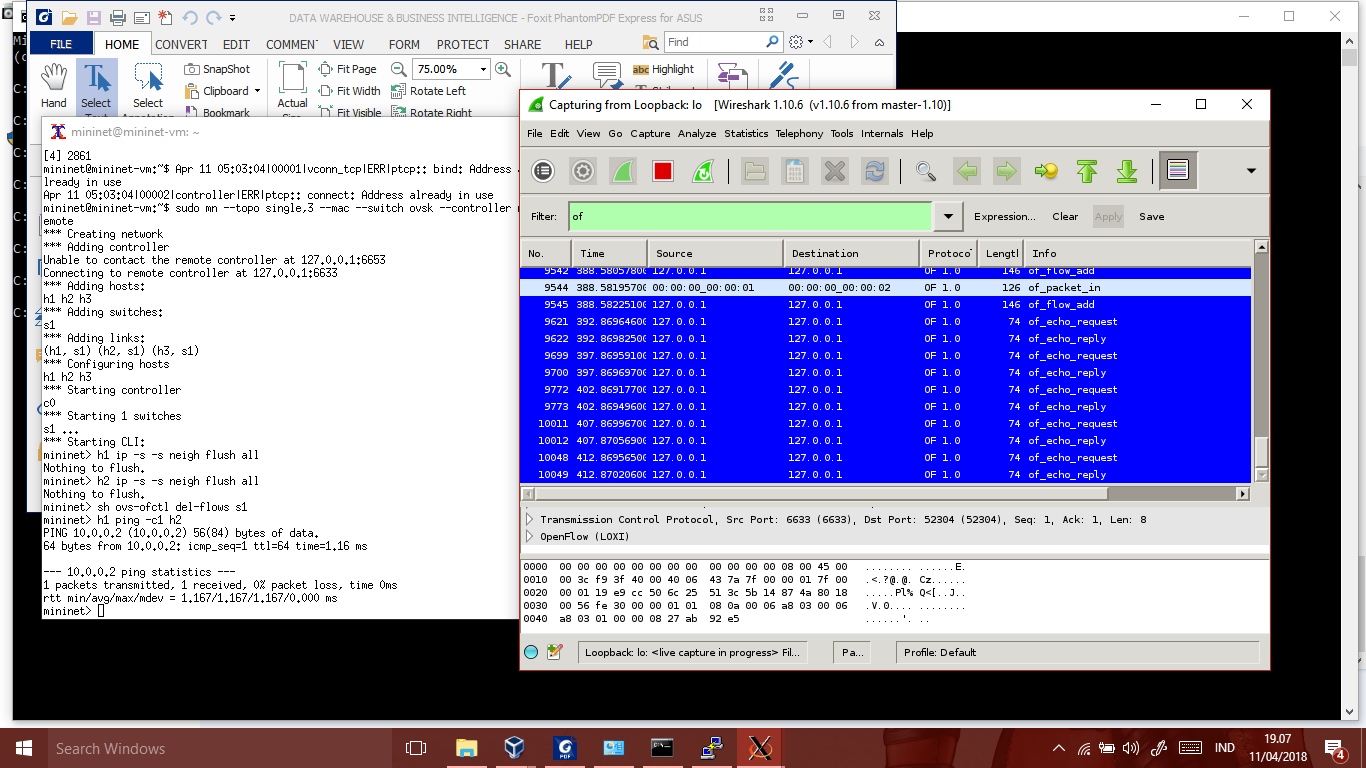 DATA WAREHOUSE & BUSINESS INTELLIGENCE - Foxit PhantomPDF Express for ASUS
FILE HOME CONVERT EDIT COMMEN VIEW FORM PROTECT SHARE HELP Find
Hand
Select
Select
SnapShot
Clipboard
Bookmark
Actual
Fit Page
Fit Width
Fit Visible
75.00%
Rotate Left
Rotate Right
Highlight
mininet@mininet-vm: ~
[4] 2861
mininet@mininet-vm:~$ Apr 11 05:03:04|00001|vconn_tcp|ERR|ptcp:: bind: Address
lready in use
Apr 11 05:03:04|00002|controller|ERR|ptcp:: connect: Address already in use
mininet@mininet-vm:~$ sudo mn --topo single,3 --mac --switch ovsk --controller
emote
*** Creating network
*** Adding controller
Unable to contact the remote controller at 127.0.0.1:6653
Connecting to remote controller at 127.0.0.1:6633
*** Adding hosts:
h1 h2 h3
*** Adding switches:
s1
*** Adding links:
(h1, s1) (h2, s1) (h3, s1)
*** Configuring hosts
h1 h2 h3
*** Starting controller
c0
*** Starting 1 switches
s1 ...
*** Starting CLI:
mininet> h1 ip -s -s neigh flush all
Nothing to flush.
mininet> h2 ip -s -s neigh flush all
Nothing to flush.
mininet> sh ovs-ofctl del-flows s1
mininet> h1 ping -c1 h2
PING 10.0.0.2 (10.0.0.2) 56(84) bytes of data.
64 bytes from 10.0.0.2: icmp_seq=1 ttl=64 time=1.16 ms
--- 10.0.0.2 ping statistics ---
1 packets transmitted, 1 received, 0% packet loss, time 0ms
rtt min/avg/max/mdev = 1.167/1.167/1.167/0.000 ms
mininet>
Capturing from Loopback: lo [Wireshark 1.10.6 (v1.10.6 from master-1.10)]
File Edit View Go Capture Analyze Statistics Telephony Tools Internals Help
Filter: of Expression... Clear Apply Save
No. Time Source Destination Protoco Lengtl Info
9542 388.58057800 127.0.0.1 127.0.0.1 OF 1.0 146 of_flow_add
9544 388.58195700 00:00:00_00:00:01 00:00:00_00:00:02 OF 1.0 126 of_packet_in
9545 388.58225100 127.0.0.1 127.0.0.1 OF 1.0 146 of_flow_add
9621 392.86964600 127.0.0.1 127.0.0.1 OF 1.0 74 of_echo_request
9622 392.86982500 127.0.0.1 127.0.0.1 OF 1.0 74 of_echo_reply
9699 397.86959100 127.0.0.1 127.0.0.1 OF 1.0 74 of_echo_request
9700 397.86969700 127.0.0.1 127.0.0.1 OF 1.0 74 of_echo_reply
9772 402.86917700 127.0.0.1 127.0.0.1 OF 1.0 74 of_echo_request
9773 402.86949600 127.0.0.1 127.0.0.1 OF 1.0 74 of_echo_reply
10011 407.86996700 127.0.0.1 127.0.0.1 OF 1.0 74 of_echo_request
10012 407.87056900 127.0.0.1 127.0.0.1 OF 1.0 74 of_echo_reply
10048 412.86956500 127.0.0.1 127.0.0.1 OF 1.0 74 of_echo_request
10049 412.87020600 127.0.0.1 127.0.0.1 OF 1.0 74 of_echo_reply
Transmission Control Protocol, Src Port: 6633 (6633), Dst Port: 52304 (52304), Seq: 1, Ack: 1, Len: 8
OpenFlow (LOXI)
0000 00 00 00 00 00 00 00 00 00 00 00 00 08 00 45 00 ........ ......E.
0010 00 3c f9 3f 40 00 40 06 43 7a 7f 00 00 01 7f 00 .<.?@.@. Cz......
0020 00 01 19 e9 cc 50 6c 25 51 3c 5b 14 87 4a 80 18 .....Pl% Q<[..J..
0030 00 56 fe 30 00 00 01 01 08 0a 00 06 a8 03 00 06 .V.0.... ........
0040 a8 03 01 00 00 08 27 ab 92 e5 ......'. ..
Loopback: lo: <live capture in progress> Fil... Pa... Profile: Default
Search Windows
IND
19.07
11/04/2018
4